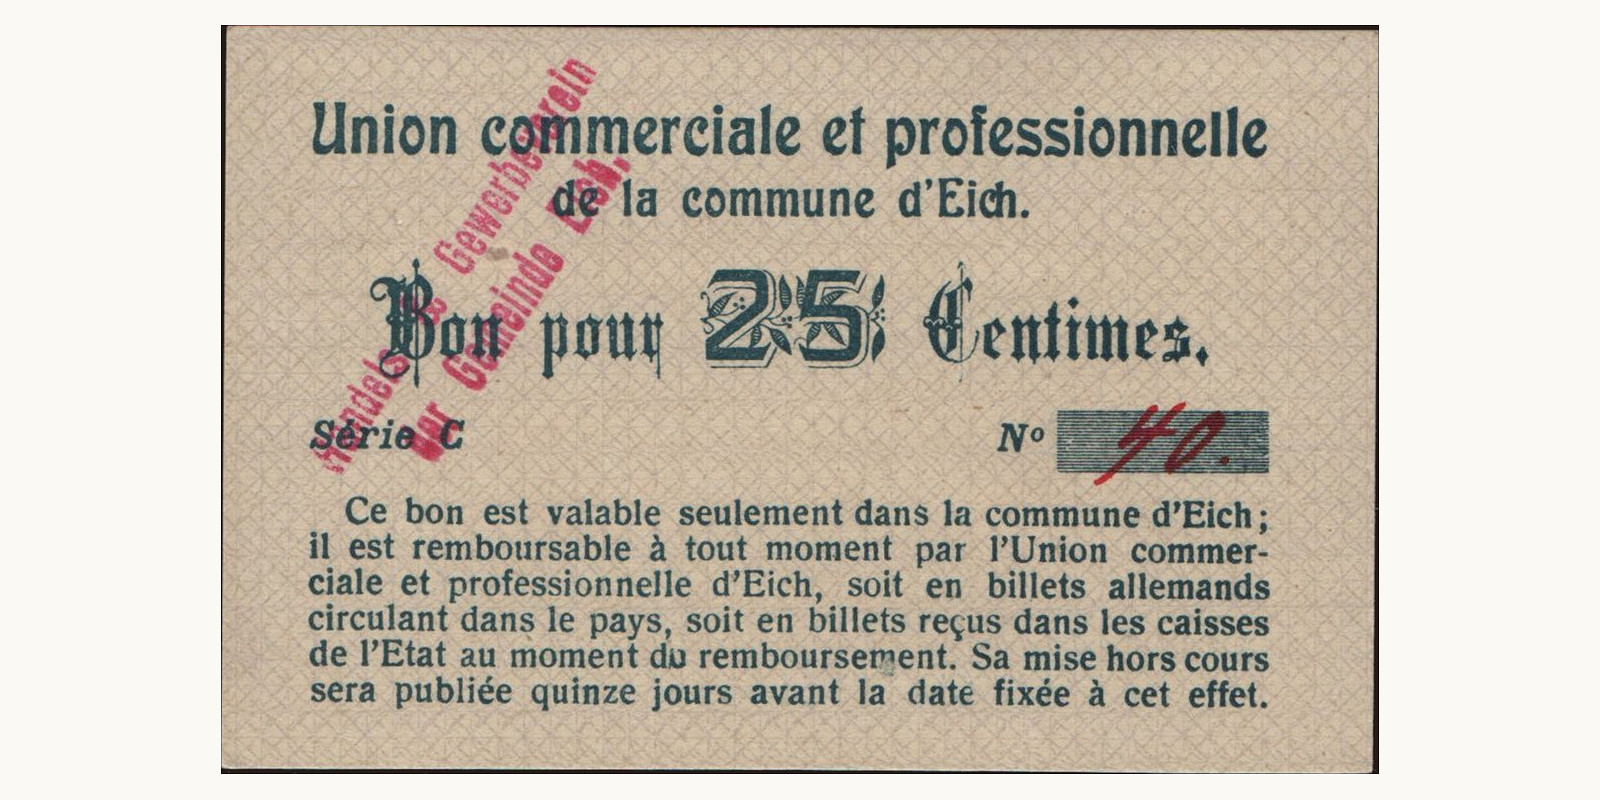 Union commerciale et professionnelle
de la commune d'Eich.
Bon pour 25 Centimes.
Série C
Nº 40.
Ce bon est valable seulement dans la commune d'Eich;
il est remboursable à tout moment par l'Union commer-
ciale et professionnelle d'Eich, soit en billets allemands
circulant dans le pays, soit en billets reçus dans les caisses
de l'Etat au moment du remboursement. Sa mise hors cours
sera publiée quinze jours avant la date fixée à cet effet.
Handels & Gewerbeverein
der Gemeinde Eich.